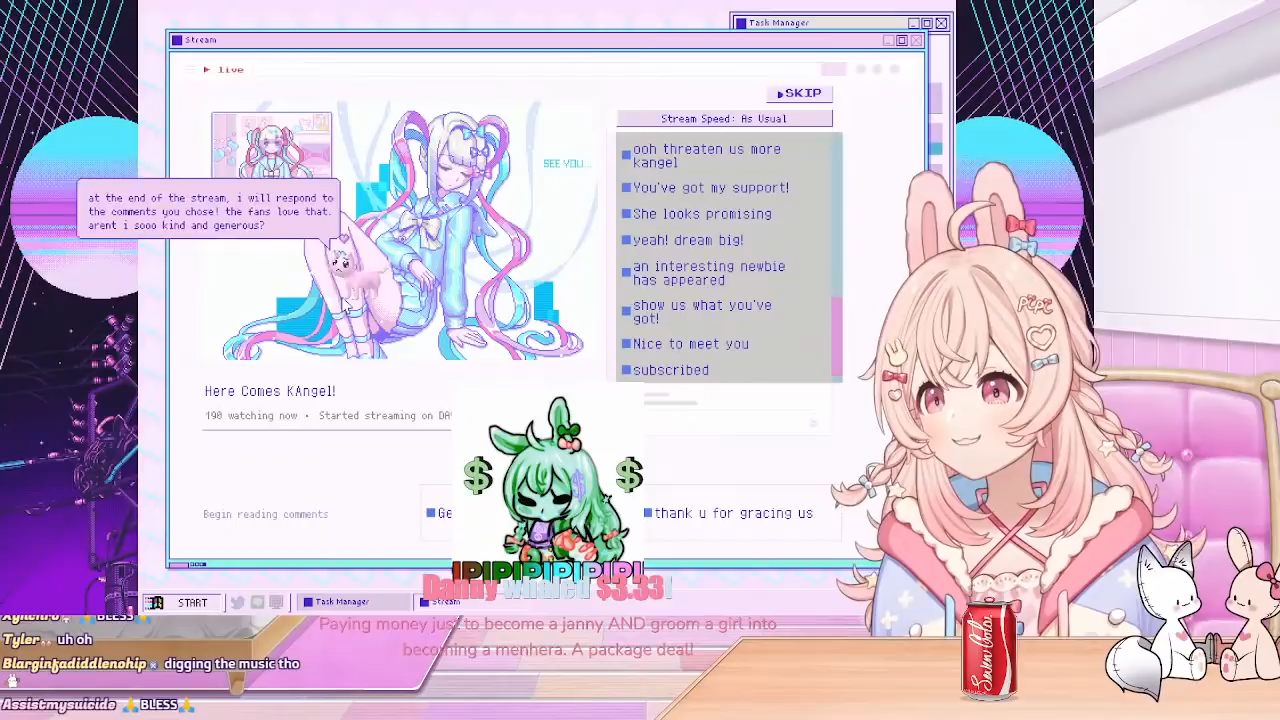 Task Manager
Stream
live
SKIP
Stream Speed: As Usual
ooh threaten us more
kangel
SEE YOU...
You've got my support!
at the end of the stream, i will respond to
the comments you chose! the fans love that.
arent i sooo kind and generous?
She looks promising
yeah! dream big!
an interesting newbie
has appeared
show us what you've
got!
Nice to meet you
subscribed
Here Comes KAngel!
190 watching now • Started streaming on DAY
Begin reading comments
Ge
thank u for gracing us
$ $
PIPIPIPIPIPIPI
Danny whaled $3.33!
Paying money just to become a janny AND groom a girl into
becoming a menhera. A package deal!
START
Task Manager
Stream
BLESS
Tyler uh oh
Blarginfadiddlenohip digging the music tho
Assistmysuicide BLESS
pipi